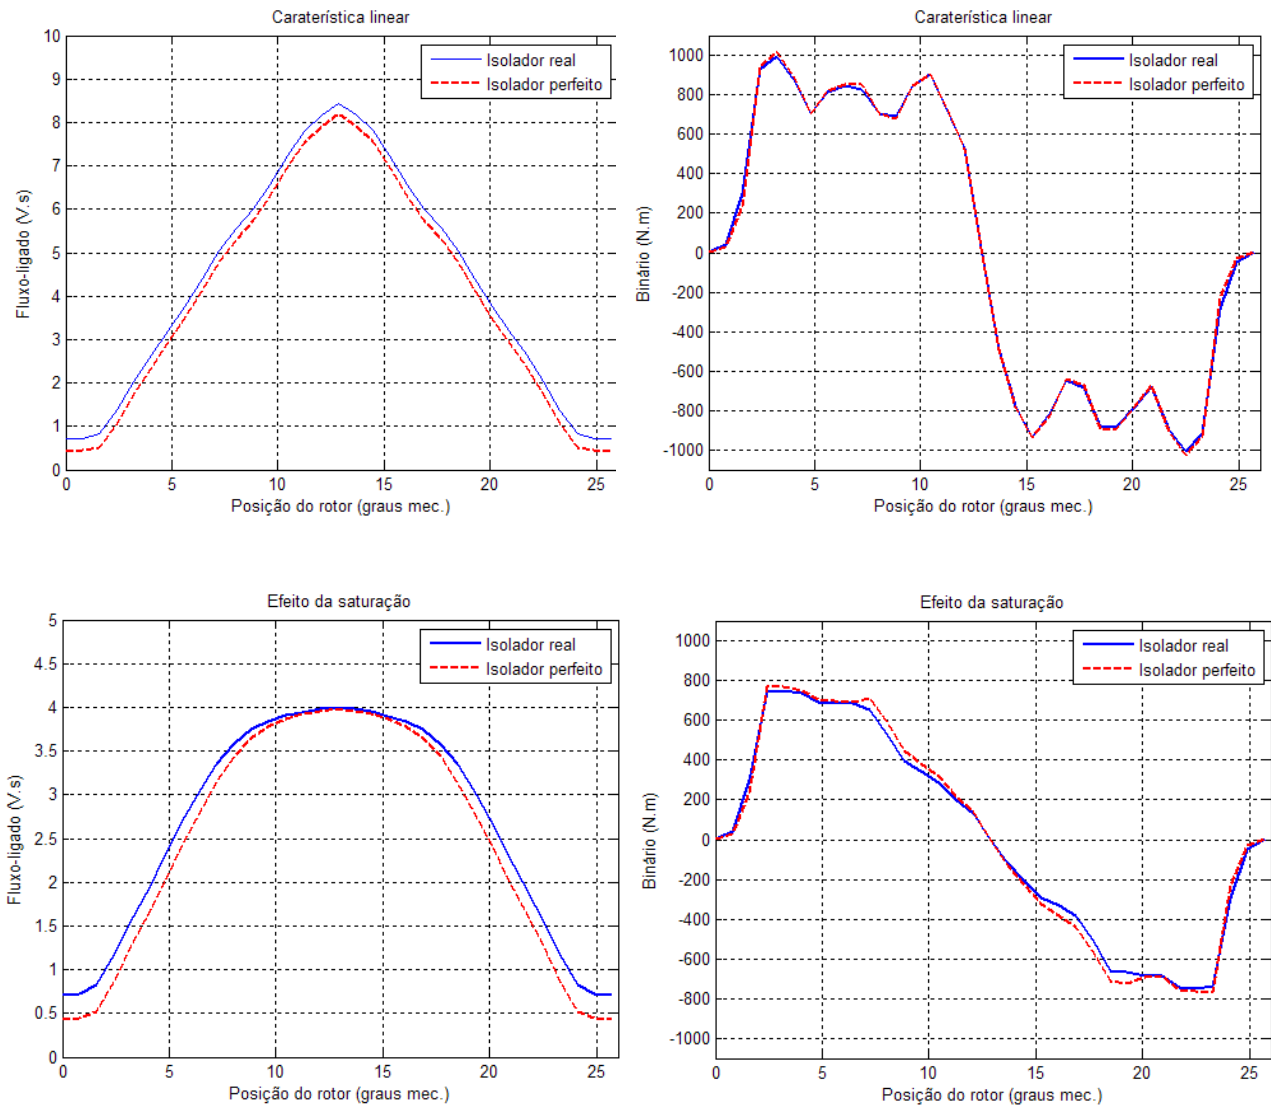 Caraterística linear
Fluxo-ligado (V.s)
10
9
8
7
6
5
4
3
2
1
0
Isolador real
Isolador perfeito
0 5 10 15 20 25
Posição do rotor (graus mec.)
Caraterística linear
Binário (N.m)
1000
800
600
400
200
0
-200
-400
-600
-800
-1000
Isolador real
Isolador perfeito
0 5 10 15 20 25
Posição do rotor (graus mec.)
Efeito da saturação
Fluxo-ligado (V.s)
5
4.5
4
3.5
3
2.5
2
1.5
1
0.5
0
Isolador real
Isolador perfeito
0 5 10 15 20 25
Posição do rotor (graus mec.)
Efeito da saturação
Binário (N.m)
1000
800
600
400
200
0
-200
-400
-600
-800
-1000
Isolador real
Isolador perfeito
0 5 10 15 20 25
Posição do rotor (graus mec.)